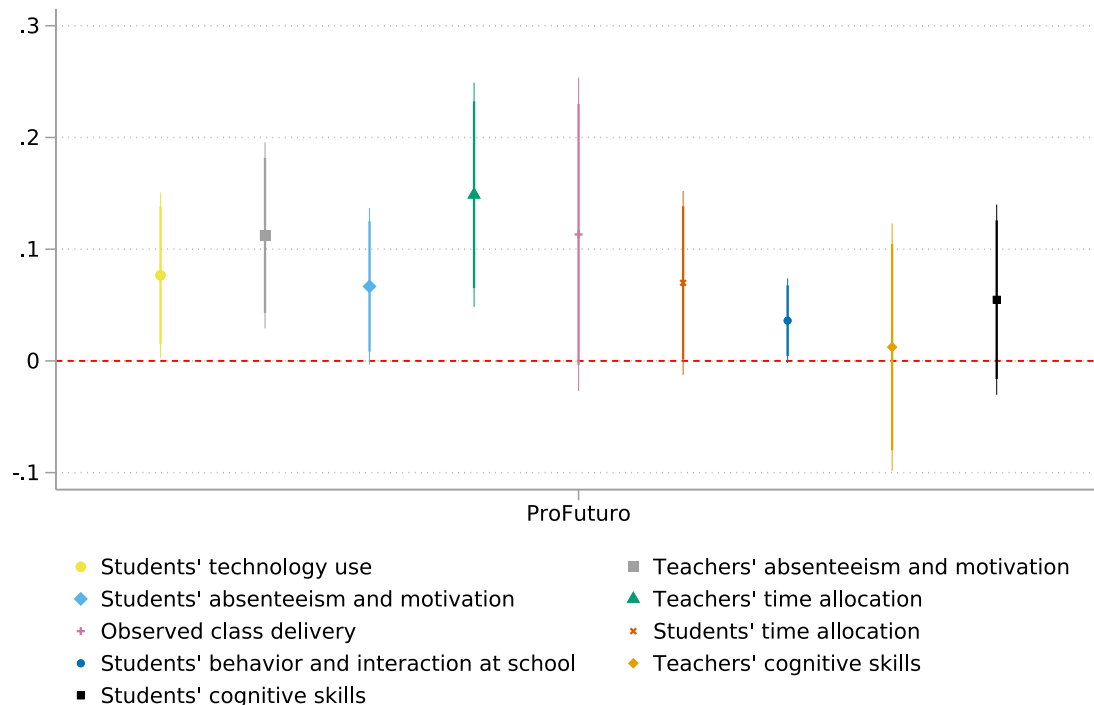 .3
.2
.1
0
-.1
ProFuturo
Students' technology use
Teachers' absenteeism and motivation
Students' absenteeism and motivation
Teachers' time allocation
Observed class delivery
Students' time allocation
Students' behavior and interaction at school
Teachers' cognitive skills
Students' cognitive skills